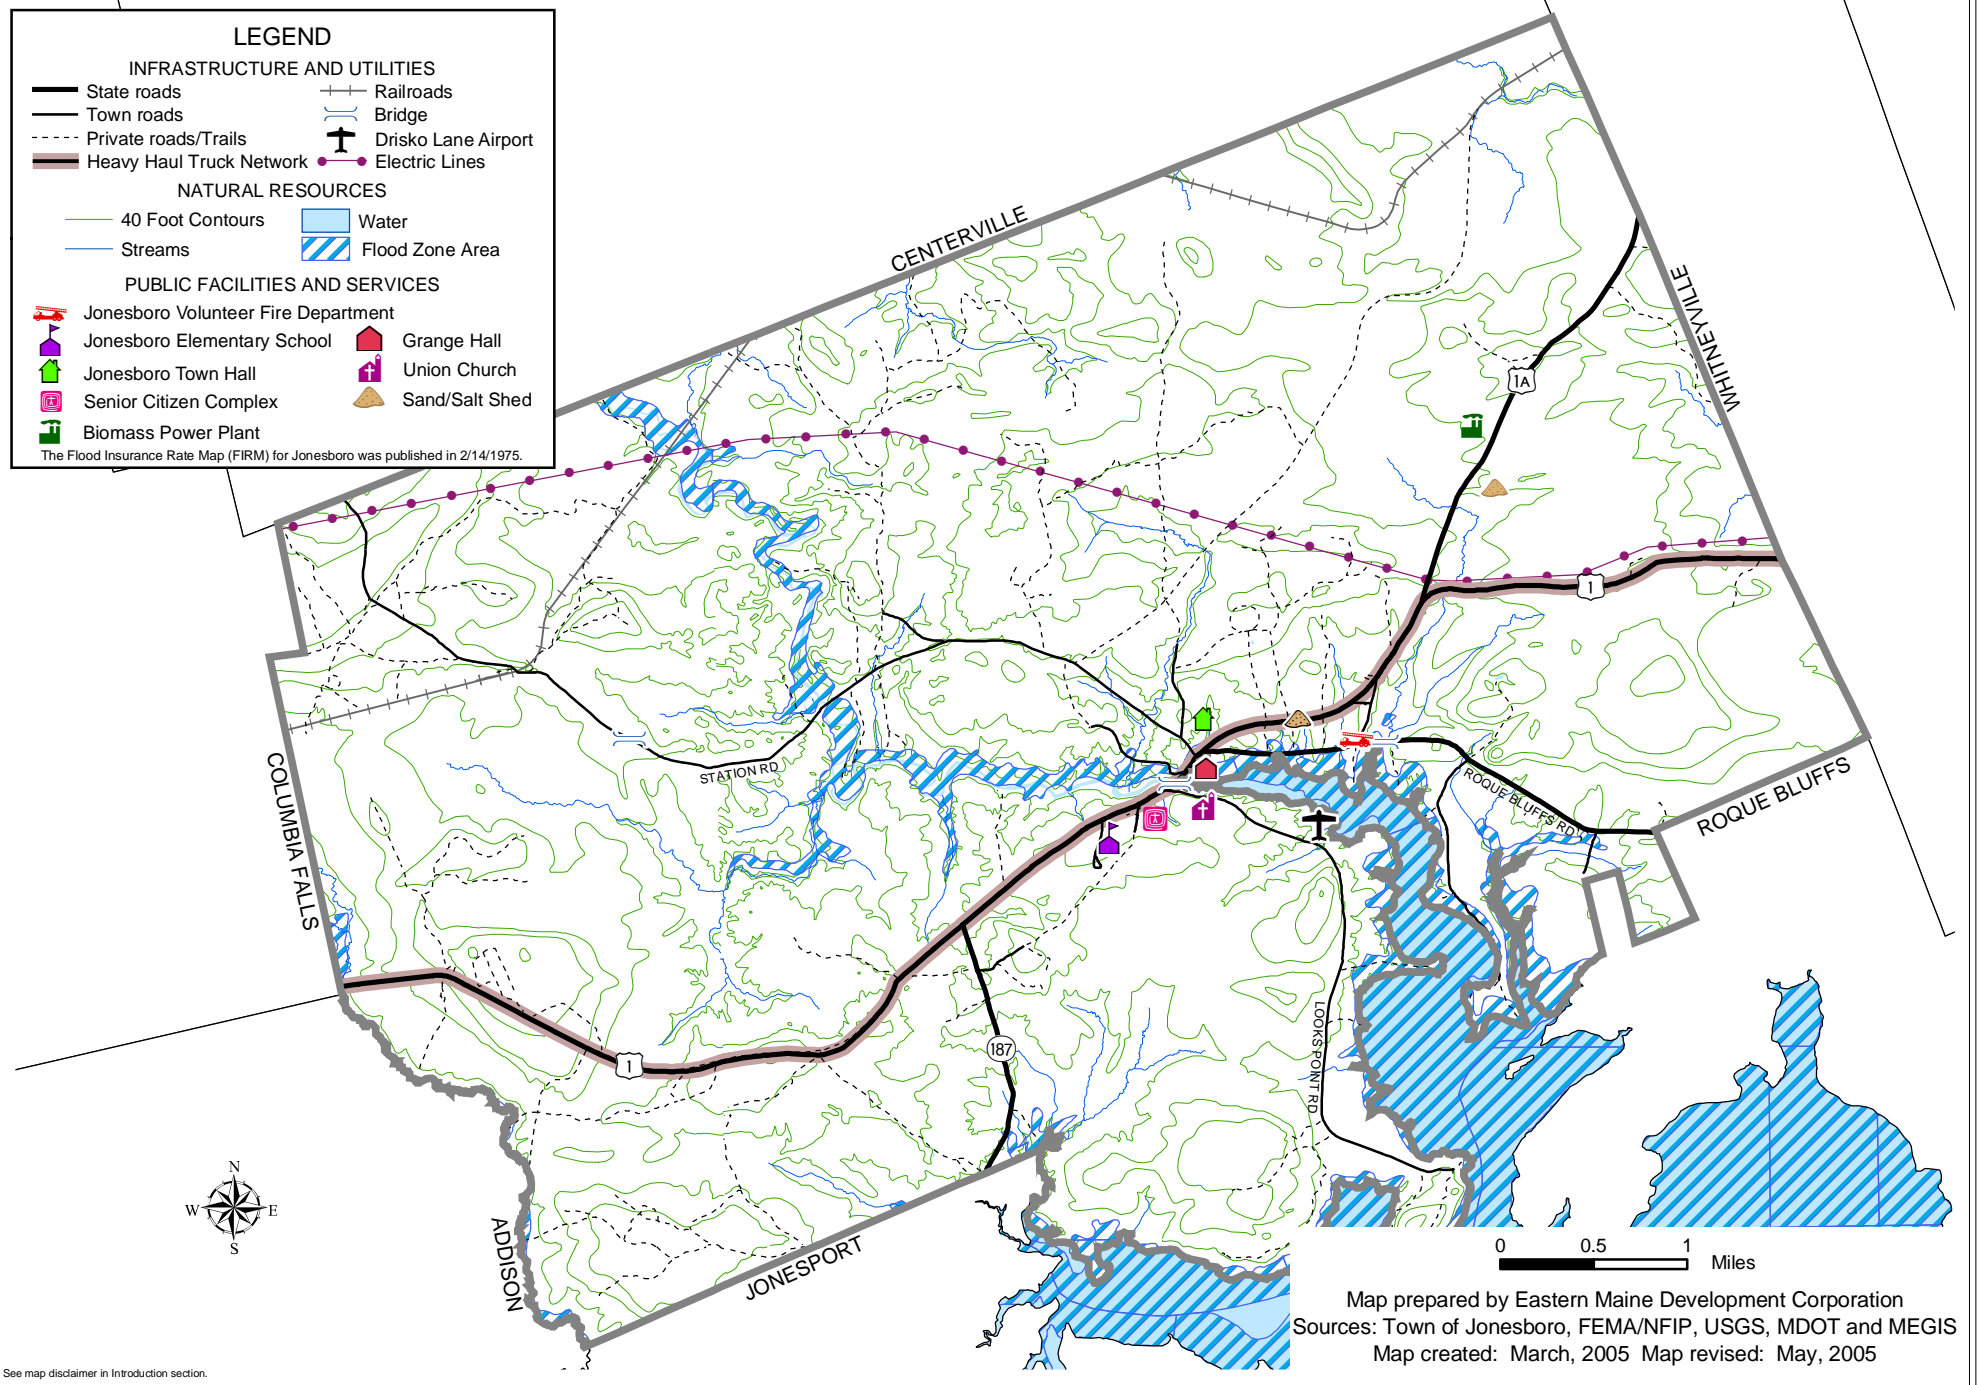 LEGEND
INFRASTRUCTURE AND UTILITIES
State roads
Railroads
Town roads
Bridge
Private roads/Trails
Drisko Lane Airport
Heavy Haul Truck Network
Electric Lines
NATURAL RESOURCES
40 Foot Contours
Water
Streams
Flood Zone Area
PUBLIC FACILITIES AND SERVICES
Jonesboro Volunteer Fire Department
Jonesboro Elementary School
Grange Hall
Jonesboro Town Hall
Union Church
Senior Citizen Complex
Sand/Salt Shed
Biomass Power Plant
The Flood Insurance Rate Map (FIRM) for Jonesboro was published in 2/14/1975.
CENTERVILLE
WHITNEYVILLE
1A
1
STATION RD
ROQUE BLUFFS RD
ROQUE BLUFFS
COLUMBIA FALLS
LOOKS POINT RD
187
1
ADDISON
JONESPORT
N
W
E
S
0
0.5
1
Miles
Map prepared by Eastern Maine Development Corporation
Sources: Town of Jonesboro, FEMA/NFIP, USGS, MDOT and MEGIS
Map created: March, 2005 Map revised: May, 2005
See map disclaimer in Introduction section.